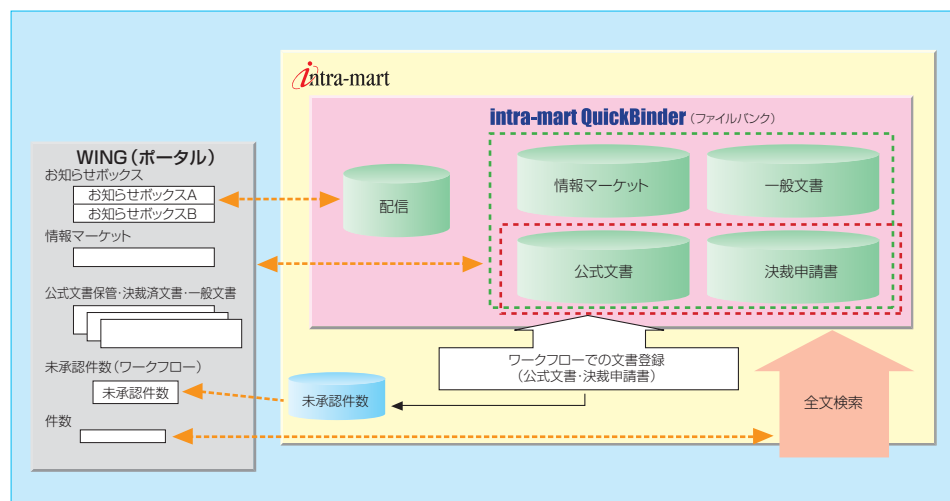 intra-mart
intra-mart QuickBinder (ファイルバンク)
WING(ポータル)
お知らせボックス
お知らせボックスA
お知らせボックスB
情報マーケット
公式文書保管・決裁済文書・一般文書
未承認件数(ワークフロー)
未承認件数
件数
配信
情報マーケット
一般文書
公式文書
決裁申請書
ワークフローでの文書登録
(公式文書・決裁申請書)
未承認件数
全文検索